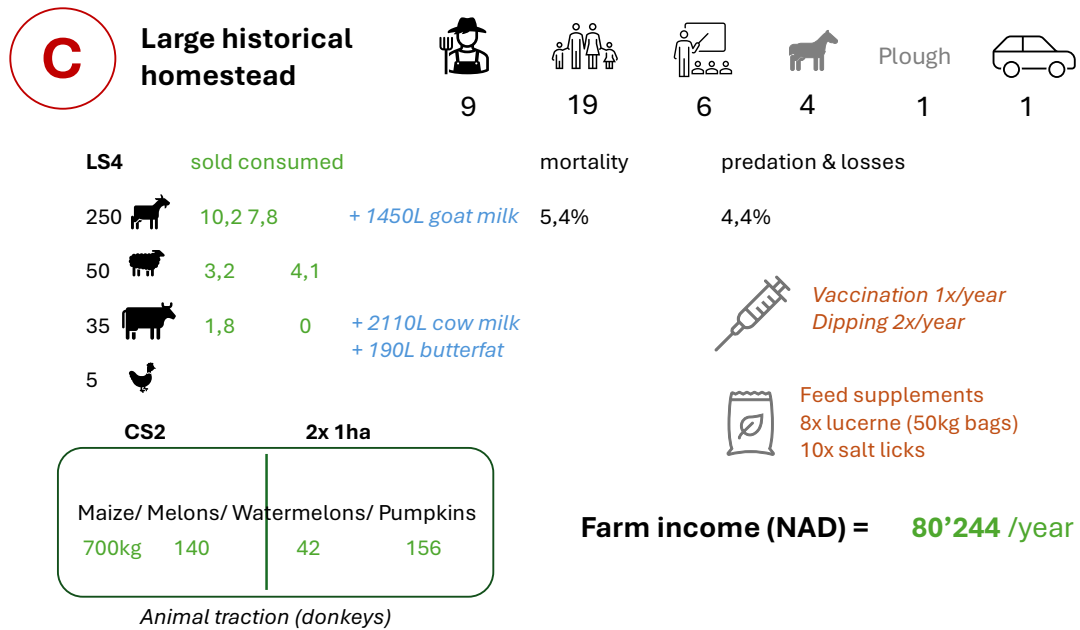 C
Large historical
homestead
Plough
9 19 6 4 1 1
LS4 sold consumed mortality predation & losses
250 10,2 7,8 + 1450L goat milk 5,4% 4,4%
50 3,2 4,1
Vaccination 1x/year
Dipping 2x/year
35 1,8 0 + 2110L cow milk
+ 190L butterfat
5
Feed supplements
8x lucerne (50kg bags)
10x salt licks
CS2 2x 1ha
Maize/ Melons/ Watermelons/ Pumpkins
700kg 140 42 156
Farm income (NAD) = 80’244 /year
Animal traction (donkeys)